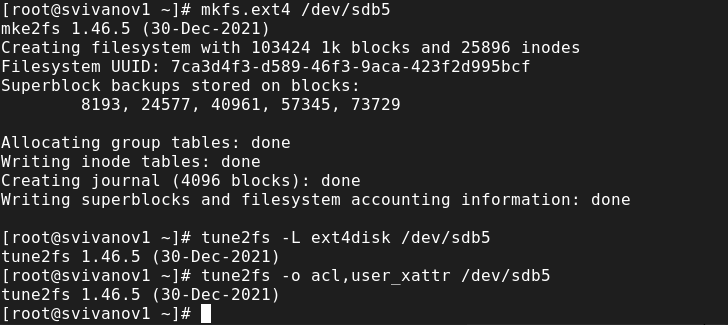 [root@svivanov1 ~]# mkfs.ext4 /dev/sdb5
mke2fs 1.46.5 (30-Dec-2021)
Creating filesystem with 103424 1k blocks and 25896 inodes
Filesystem UUID: 7ca3d4f3-d589-46f3-9aca-423f2d995bcf
Superblock backups stored on blocks:
        8193, 24577, 40961, 57345, 73729

Allocating group tables: done
Writing inode tables: done
Creating journal (4096 blocks): done
Writing superblocks and filesystem accounting information: done

[root@svivanov1 ~]# tune2fs -L ext4disk /dev/sdb5
tune2fs 1.46.5 (30-Dec-2021)
[root@svivanov1 ~]# tune2fs -o acl,user_xattr /dev/sdb5
tune2fs 1.46.5 (30-Dec-2021)
[root@svivanov1 ~]#